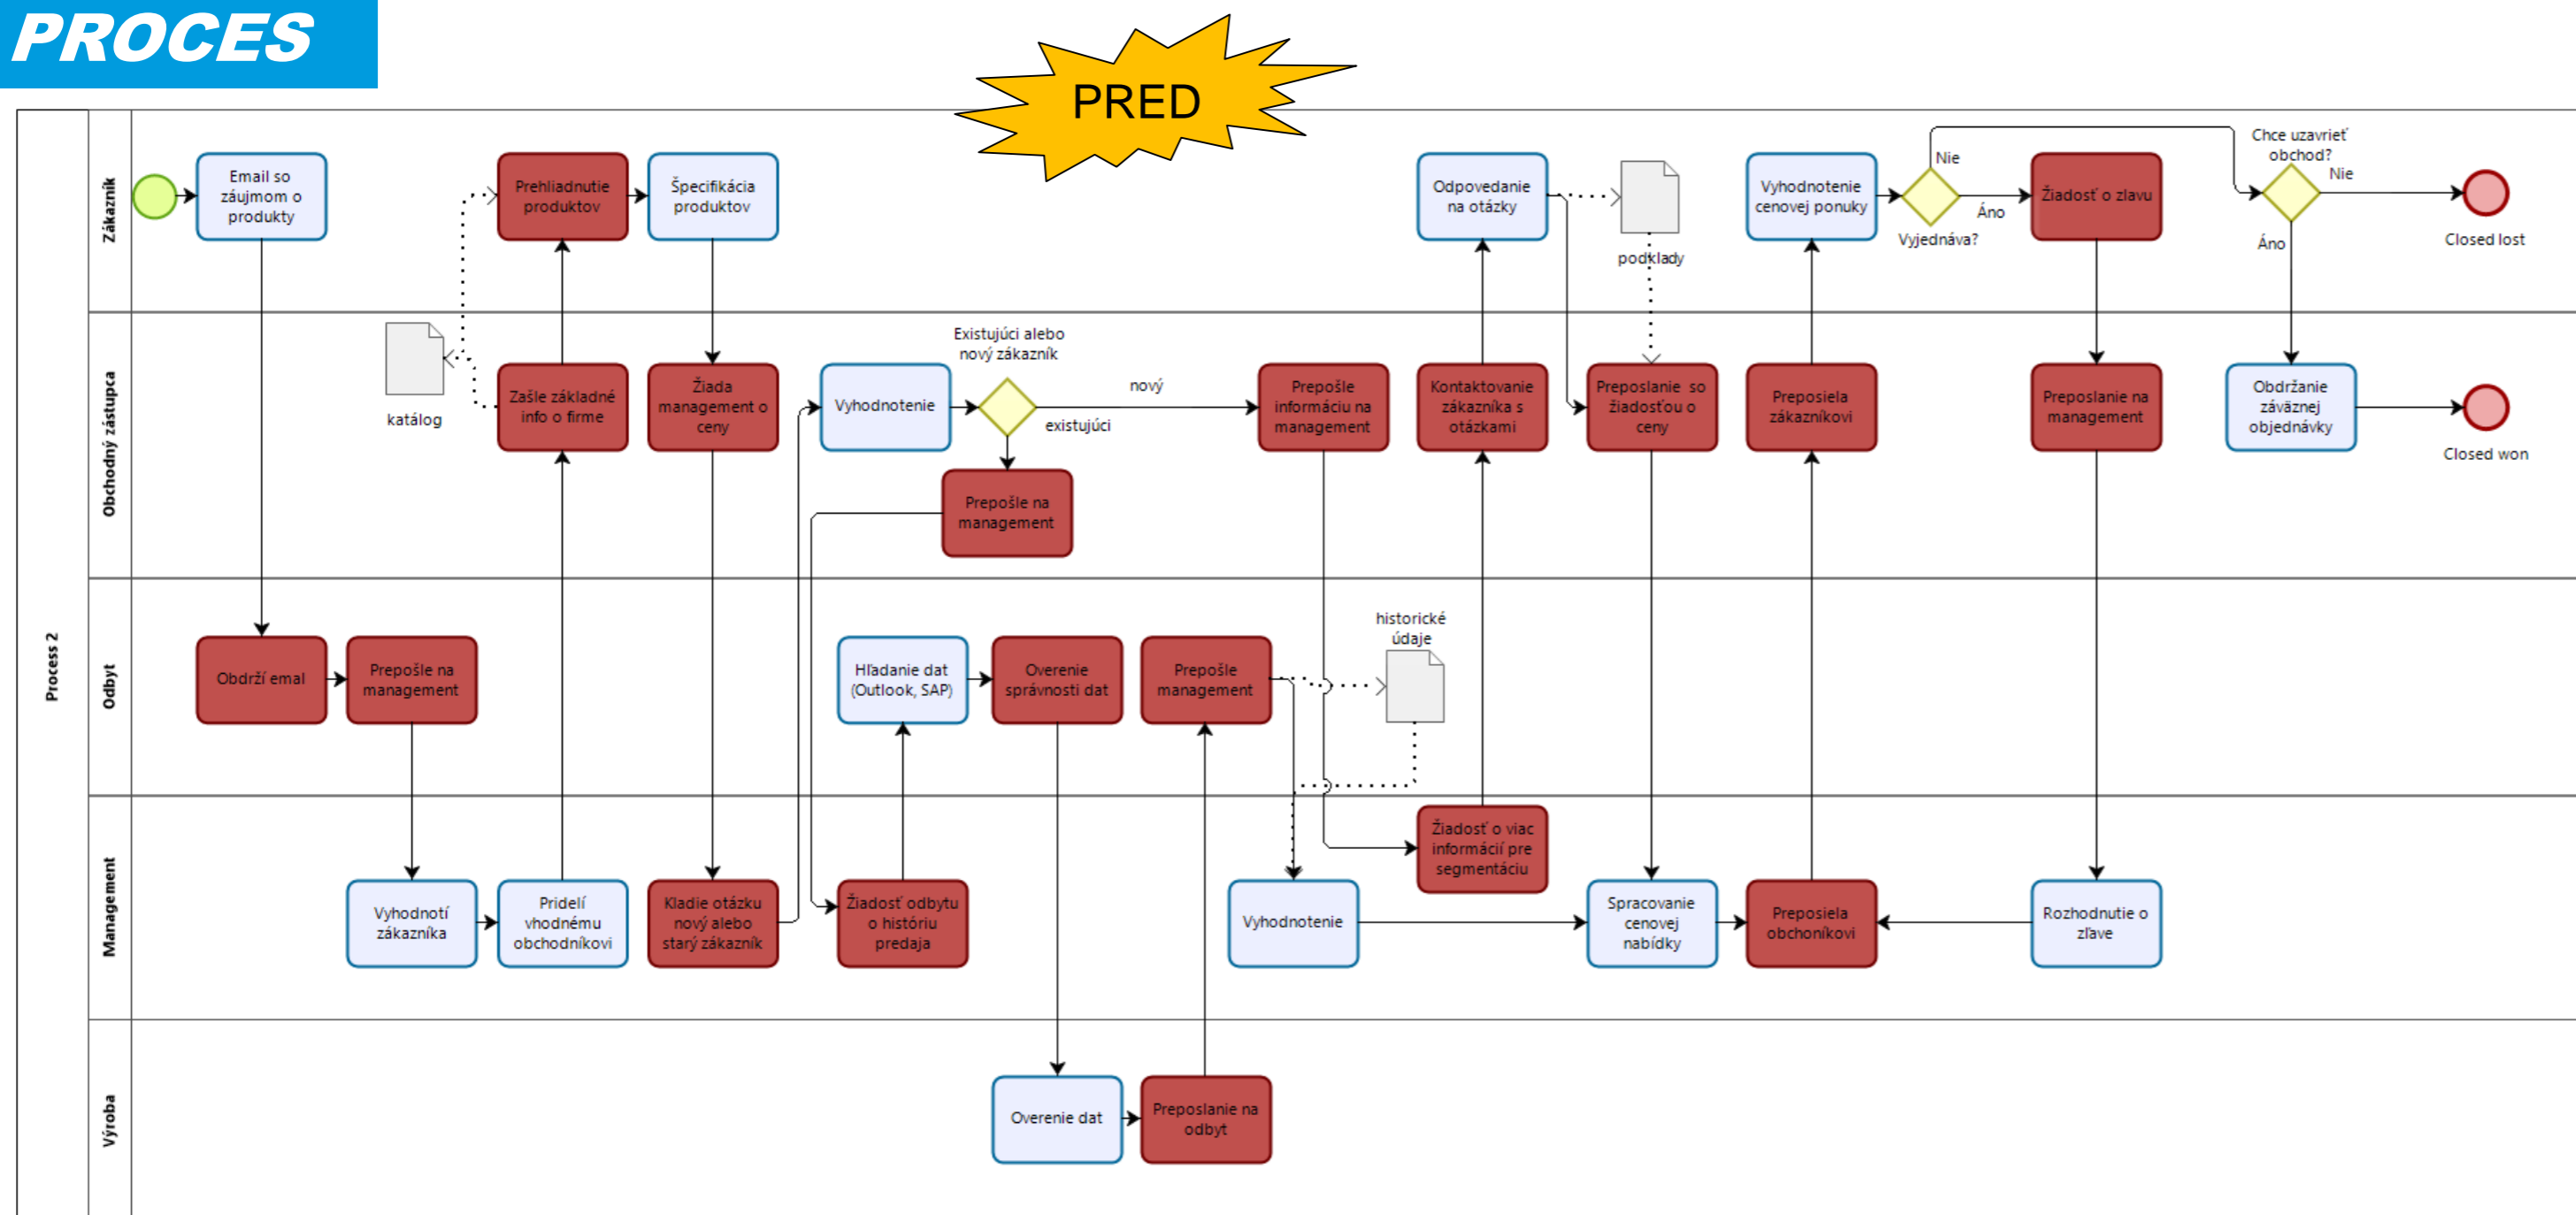 PROCES
PRED
Process 2
Zákazník
Email so
záujmom o
produkty
Prehliadnutie
produktov
Špecifikácia
produktov
Odpovedanie
na otázky
podklady
Vyhodnotenie
cenovej ponuky
Nie
Áno
Vyjednáva?
Žiadosť o zlavu
Chce uzavrieť
obchod?
Nie
Áno
Closed lost
Obchodný zástupca
katálog
Zašle základné
info o firme
Žiada
management o
ceny
Vyhodnotenie
Existujúci alebo
nový zákazník
nový
existujúci
Prepošle na
management
Prepošle
informáciu na
management
Kontaktovanie
zákazníka s
otázkami
Preposlanie so
žiadosťou o
ceny
Preposiela
zákazníkovi
Preposlanie na
management
Obdržanie
záväznej
objednávky
Closed won
Odbyt
Obdrží emal
Prepošle na
management
Hľadanie dat
(Outlook, SAP)
Overenie
správnosti dat
Prepošle
management
historické
údaje
Management
Vyhodnotí
zákazníka
Pridelí
vhodnému
obchodníkovi
Kladie otázku
nový alebo
starý zákazník
Žiadosť odbytu
o históriu
predaja
Vyhodnotenie
Žiadosť o viac
informácií pre
segmentáciu
Spracovanie
cenovej
nabídky
Preposiela
obchoníkovi
Rozhodnutie o
zľave
Výroba
Overenie dat
Preposlanie na
odbyt